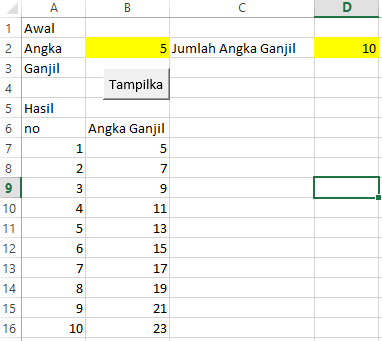 A B C D
1 Awal
2 Angka 5 Jumlah Angka Ganjil 10
3 Ganjil
4 Tampilka
5 Hasil
6 no Angka Ganjil
7 1 5
8 2 7
9 3 9
10 4 11
11 5 13
12 6 15
13 7 17
14 8 19
15 9 21
16 10 23